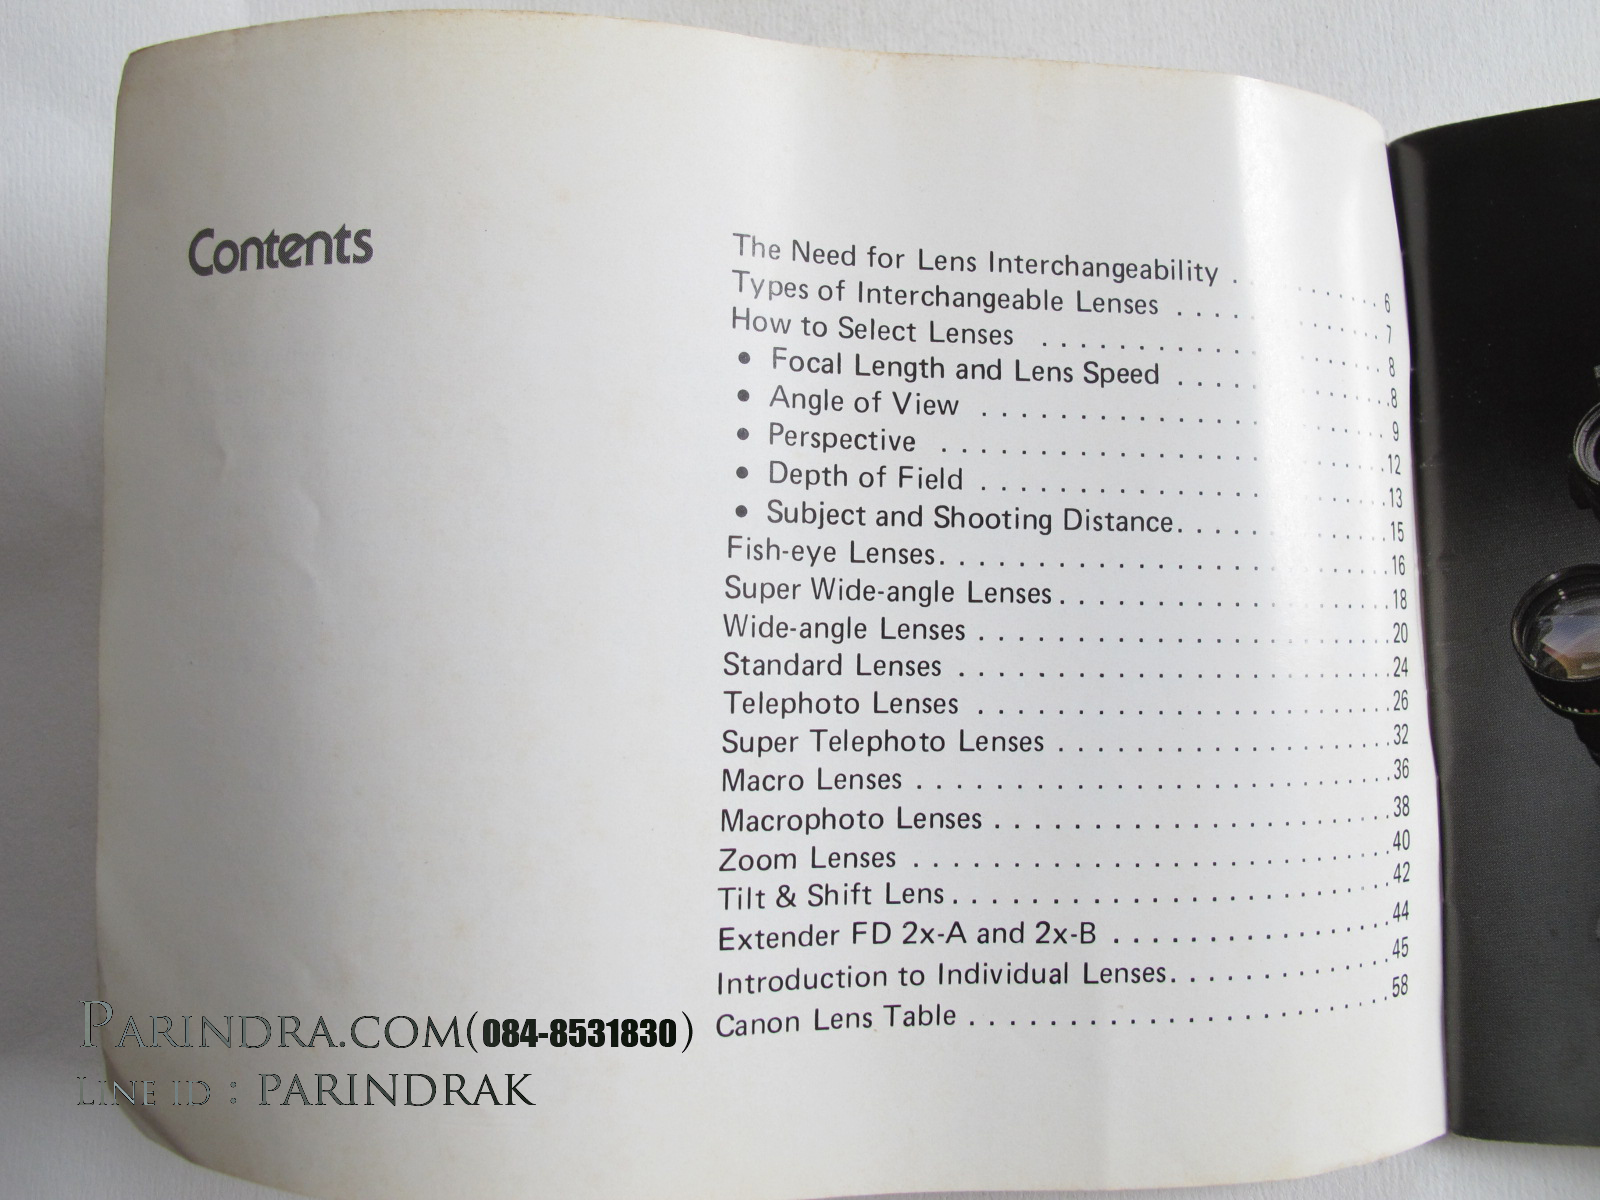 Contents
The Need for Lens Interchangeability . . . . . . . . . . 6
Types of Interchangeable Lenses . . . . . . . . . . . . 7
How to Select Lenses . . . . . . . . . . . . . . . . . . 8
• Focal Length and Lens Speed . . . . . . . . . . . . . 8
• Angle of View . . . . . . . . . . . . . . . . . . . . . 9
• Perspective . . . . . . . . . . . . . . . . . . . . . . 12
• Depth of Field . . . . . . . . . . . . . . . . . . . . . 13
• Subject and Shooting Distance. . . . . . . . . . . . 15
Fish-eye Lenses. . . . . . . . . . . . . . . . . . . . . . 16
Super Wide-angle Lenses . . . . . . . . . . . . . . . . 18
Wide-angle Lenses . . . . . . . . . . . . . . . . . . . . 20
Standard Lenses . . . . . . . . . . . . . . . . . . . . . 24
Telephoto Lenses . . . . . . . . . . . . . . . . . . . . 26
Super Telephoto Lenses . . . . . . . . . . . . . . . . 32
Macro Lenses . . . . . . . . . . . . . . . . . . . . . . 36
Macrophoto Lenses . . . . . . . . . . . . . . . . . . . 38
Zoom Lenses . . . . . . . . . . . . . . . . . . . . . . . 40
Tilt & Shift Lens . . . . . . . . . . . . . . . . . . . . . 42
Extender FD 2x-A and 2x-B . . . . . . . . . . . . . . 44
Introduction to Individual Lenses. . . . . . . . . . . 45
Canon Lens Table . . . . . . . . . . . . . . . . . . . . 58
PARINDRA.COM(084-8531830)
LINE ID : PARINDRAK